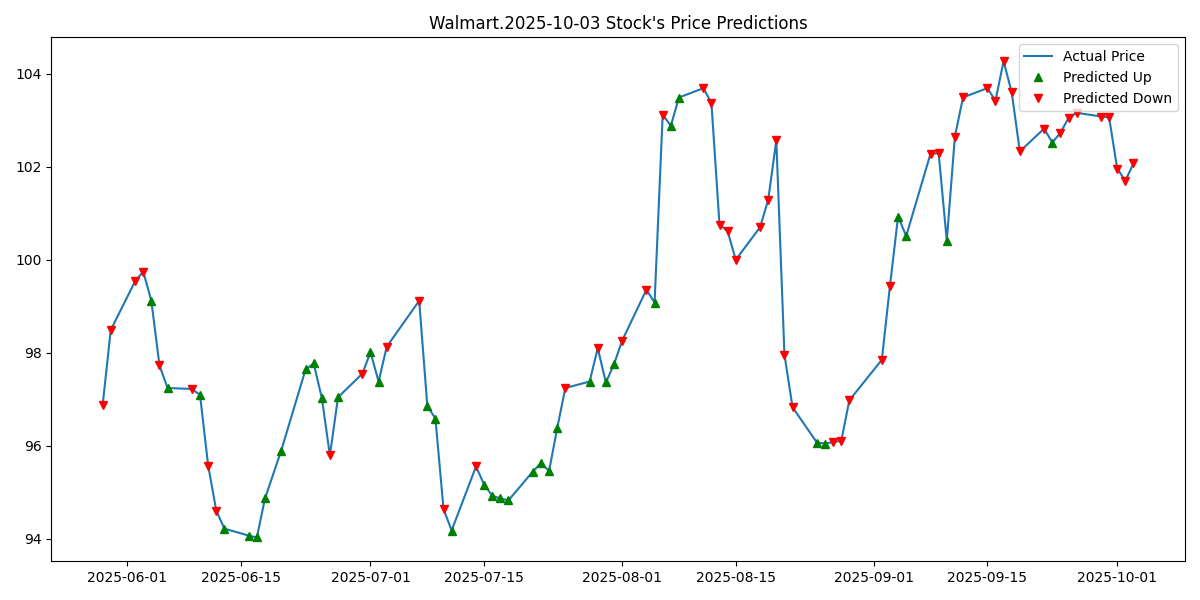 Walmart.2025-10-03 Stock's Price Predictions
Actual Price
Predicted Up
Predicted Down
104
102
100
98
96
94
2025-06-01 2025-06-15 2025-07-01 2025-07-15 2025-08-01 2025-08-15 2025-09-01 2025-09-15 2025-10-01